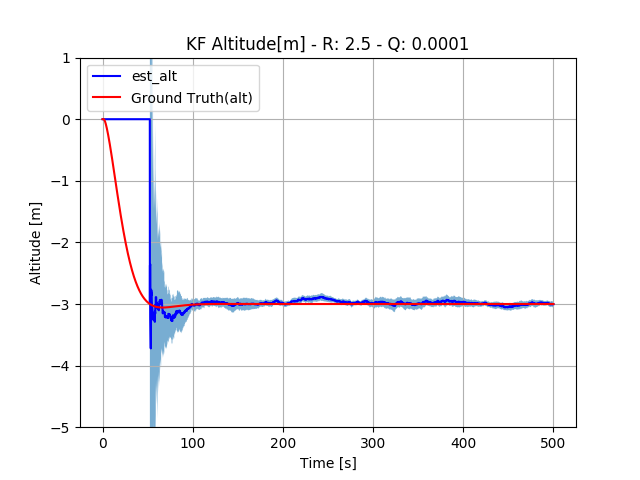 KF Altitude[m] - R: 2.5 - Q: 0.0001
est_alt
Ground Truth(alt)
Altitude [m]
1
0
−1
−2
−3
−4
−5
0 100 200 300 400 500
Time [s]